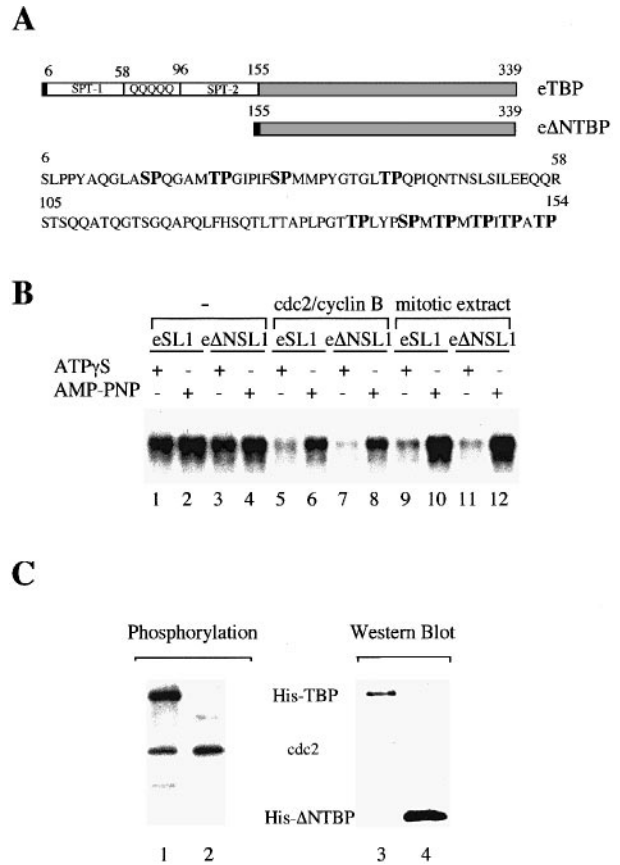 A
6 58 96 155 339
SPT-1 QQQQQ SPT-2 eTBP
155 339
eΔNTBP
6 58
SLPPYAQGLASPQGAMTPGIPIFSPMMPYGTGLTPQPIQNTNSLSILEEQQR
105 154
STSQQATQGTSGQAPQLFHSQTLTTAPLPGTTPLYPSPMTPMTPITPATP
B
- cdc2/cyclin B mitotic extract
eSL1 eΔNSL1 eSL1 eΔNSL1 eSL1 eΔNSL1
ATPγS + - + - + - + - + - + -
AMP-PNP - + - + - + - + - + - +
1 2 3 4 5 6 7 8 9 10 11 12
C
Phosphorylation Western Blot
His-TBP
cdc2
His-ΔNTBP
1 2 3 4